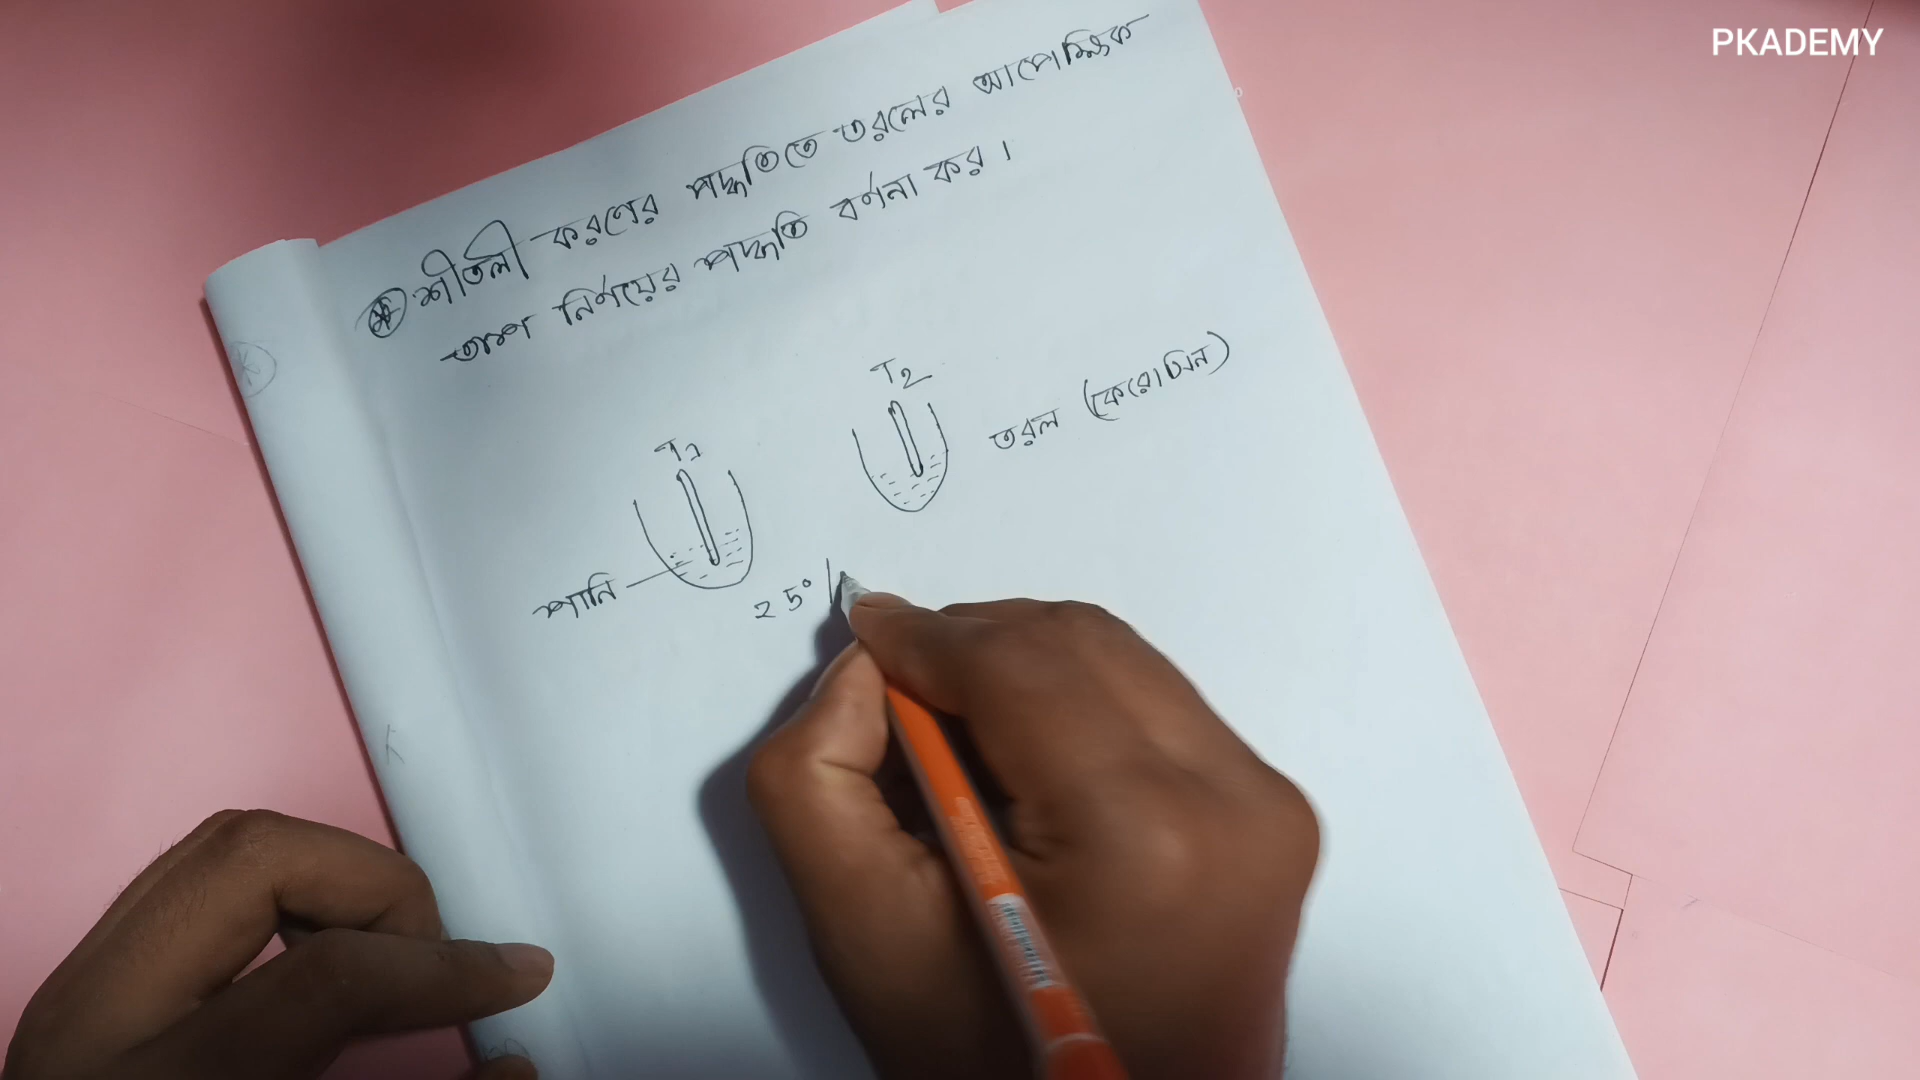 PKADEMY
* শীতলী করণের পদ্ধতিতে তরলের আপেক্ষিক
তাপ নির্ণয়ের পদ্ধতি বর্ণনা কর।
T₂
তরল (কেরোসিন)
T₁
পানি
25°